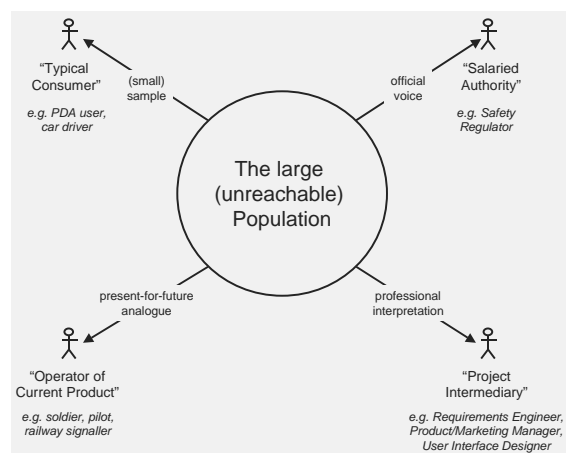 “Typical
Consumer”
e.g. PDA user,
car driver
(small)
sample
official
voice
“Salaried
Authority”
e.g. Safety
Regulator
The large
(unreachable)
Population
present-for-future
analogue
professional
interpretation
“Operator of
Current Product”
e.g. soldier, pilot,
railway signaller
“Project
Intermediary”
e.g. Requirements Engineer,
Product/Marketing Manager,
User Interface Designer